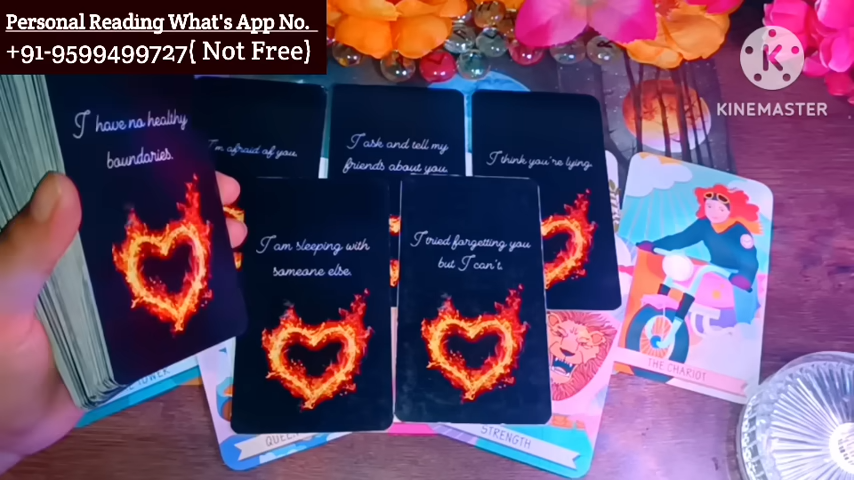 Personal Reading What's App No.
+91-9599499727{ Not Free}
KINEMASTER
I have no healthy
boundaries.
I'm afraid of you.
I ask and tell my
friends about you.
I think you're lying.
I am sleeping with
someone else.
I tried forgetting you
but I can't.
THE CHARIOT
TOWER
STRENGTH